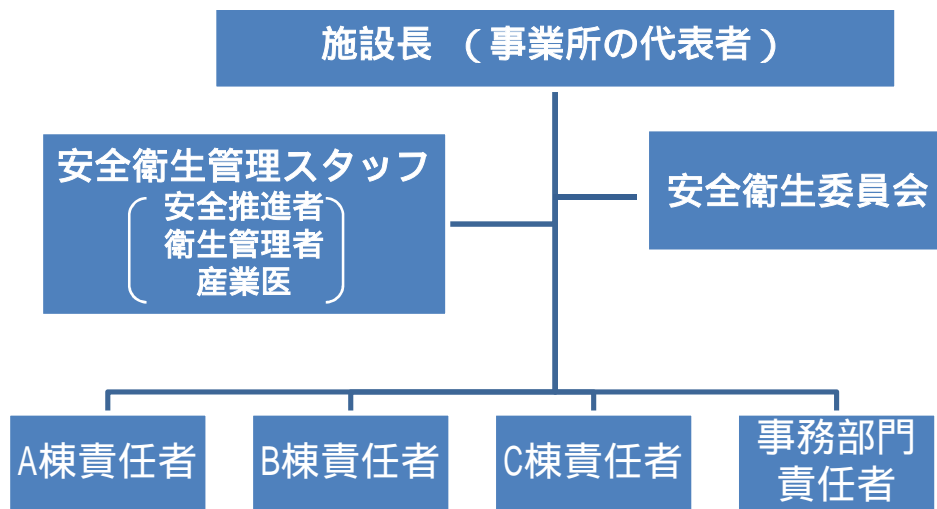 施設長 (事業所の代表者)
安全衛生管理スタッフ
安全推進者
衛生管理者
産業医
安全衛生委員会
A棟責任者
B棟責任者
C棟責任者
事務部門
責任者